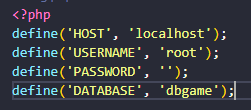 <?php
define('HOST', 'localhost');
define('USERNAME', 'root');
define('PASSWORD', '');
define('DATABASE', 'dbgame');